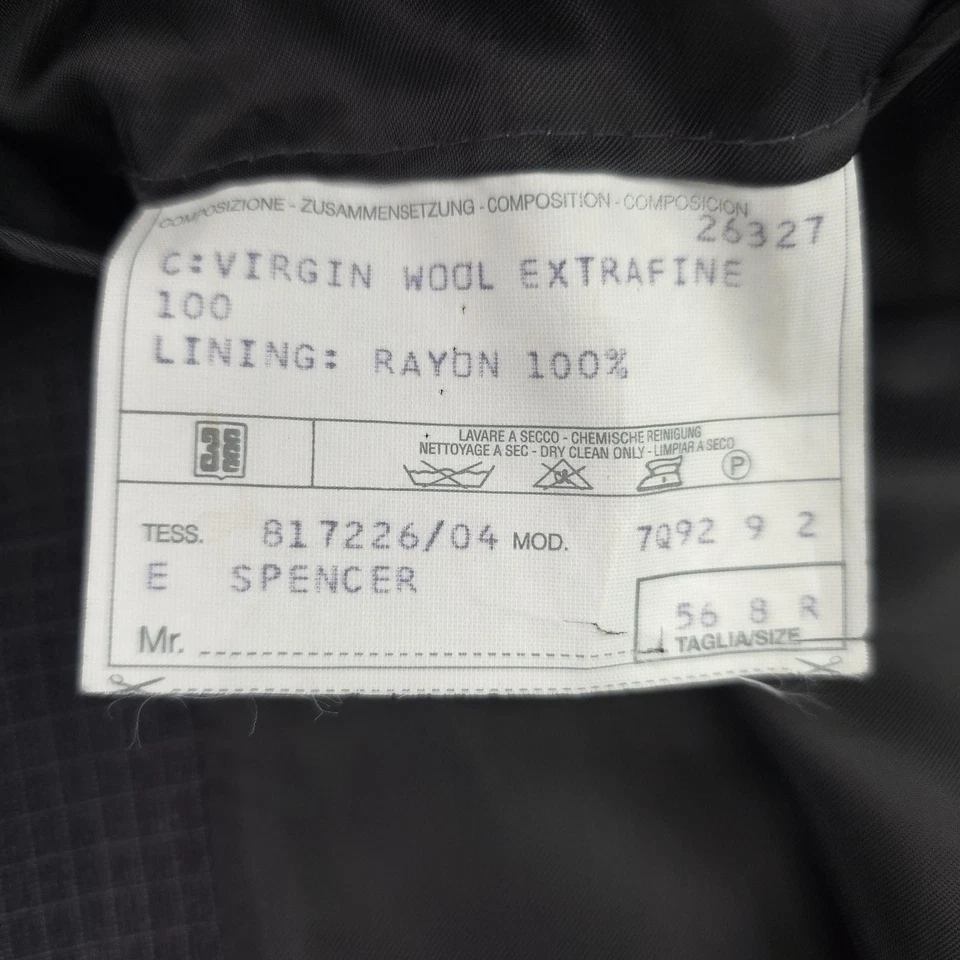 COMPOSIZIONE - ZUSAMMENSETZUNG - COMPOSITION - COMPOSICION
26327
C:VIRGIN WOOL EXTRAFINE
100
LINING: RAYON 100%
LAVARE A SECCO - CHEMISCHE REINIGUNG
NETTOYAGE A SEC - DRY CLEAN ONLY - LIMPIAR A SECO
P
TESS. 817226/04 MOD. 7Q92 9 2
E SPENCER
56 8 R
Mr. TAGLIA/SIZE